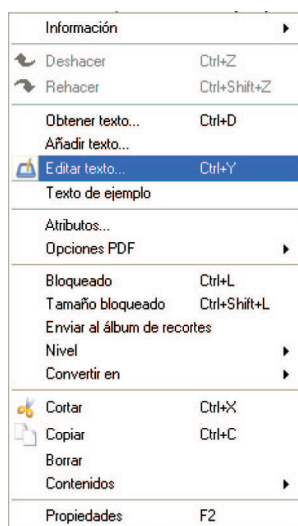 Información
Deshacer Ctrl+Z
Rehacer Ctrl+Shift+Z
Obtener texto... Ctrl+D
Añadir texto...
Editar texto... Ctrl+Y
Texto de ejemplo
Atributos...
Opciones PDF
Bloqueado Ctrl+L
Tamaño bloqueado Ctrl+Shift+L
Enviar al álbum de recortes
Nivel
Convertir en
Cortar Ctrl+X
Copiar Ctrl+C
Borrar
Contenidos
Propiedades F2